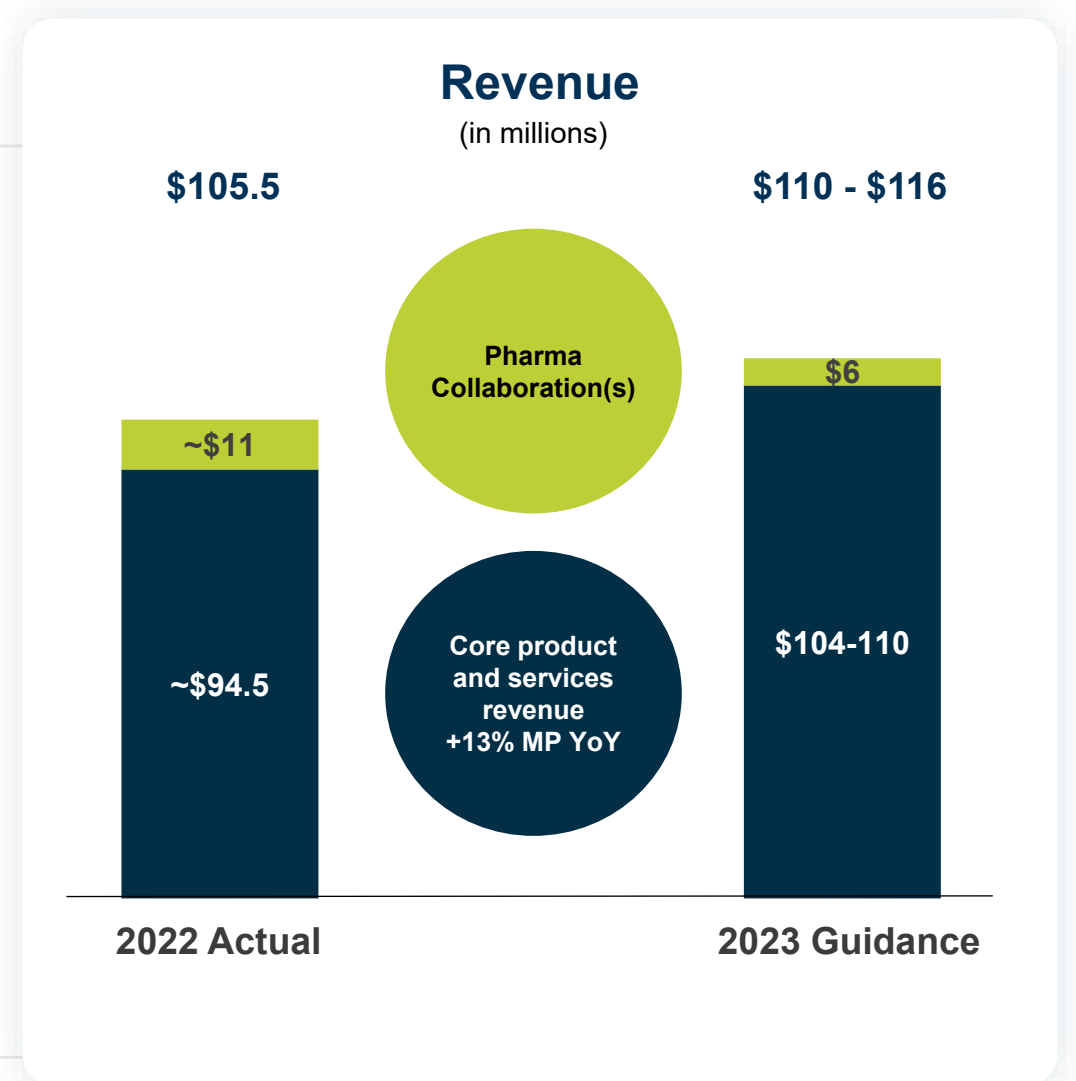 Revenue
(in millions)
$105.5
$110 - $116
Pharma
Collaboration(s)
~$11
$6
Core product
and services
revenue
+13% MP YoY
~$94.5
$104-110
2022 Actual
2023 Guidance